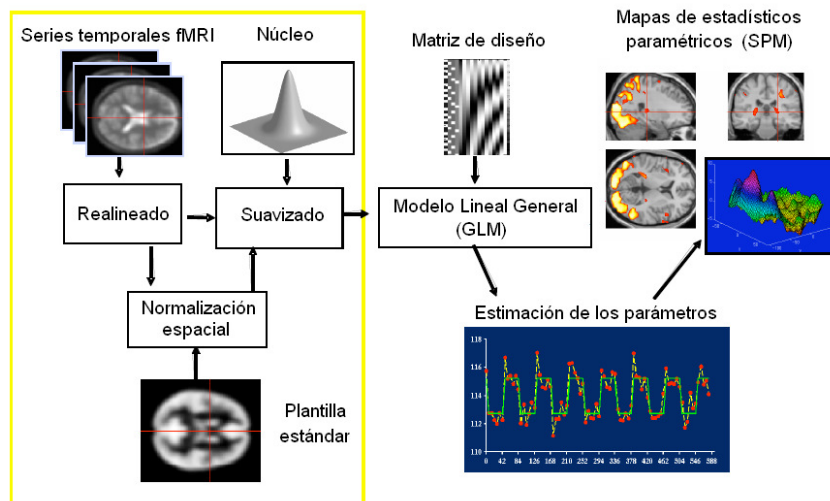 Series temporales fMRI
Núcleo
Matriz de diseño
Mapas de estadísticos
paramétricos (SPM)
Realineado
Suavizado
Modelo Lineal General
(GLM)
Normalización
espacial
Plantilla
estándar
Estimación de los parámetros
118
116
114
112
110
0 42 84 126 168 210 252 294 336 378 420 462 504 546 588